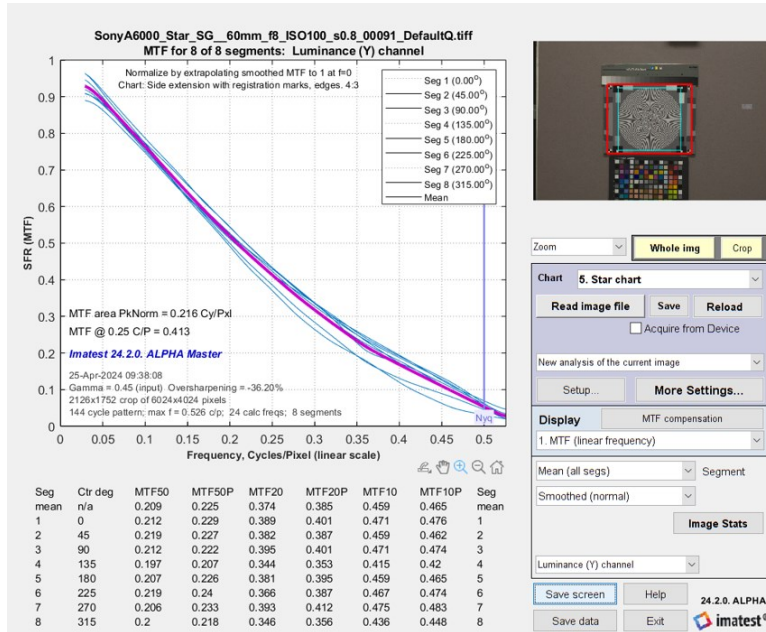 SonyA6000_Star_SG__60mm_f8_ISO100_s0.8_00091_DefaultQ.tiff
MTF for 8 of 8 segments:  Luminance (Y) channel
Normalize by extrapolating smoothed MTF to 1 at f=0
Chart: Side extension with registration marks, edges. 4:3
Seg 1 (0.00°)
Seg 2 (45.00°)
Seg 3 (90.00°)
Seg 4 (135.00°)
Seg 5 (180.00°)
Seg 6 (225.00°)
Seg 7 (270.00°)
Seg 8 (315.00°)
Mean
1
0.9
0.8
0.7
0.6
0.5
0.4
0.3
0.2
0.1
0
SFR (MTF)
MTF area PkNorm = 0.216 Cy/Pxl
MTF @ 0.25 C/P = 0.413
Imatest 24.2.0. ALPHA Master
25-Apr-2024 09:38:08
Gamma = 0.45 (input)  Oversharpening = -36.20%
2126x1752 crop of 6024x4024 pixels
144 cycle pattern; max f = 0.526 c/p;  24 calc freqs;  8 segments
Nyq
0 0.05 0.1 0.15 0.2 0.25 0.3 0.35 0.4 0.45 0.5
Frequency, Cycles/Pixel (linear scale)
Seg Ctr deg MTF50 MTF50P MTF20 MTF20P MTF10 MTF10P Seg
mean n/a 0.209 0.225 0.374 0.385 0.459 0.465 mean
1 0 0.212 0.229 0.389 0.401 0.471 0.476 1
2 45 0.219 0.227 0.382 0.387 0.459 0.462 2
3 90 0.212 0.222 0.395 0.401 0.471 0.474 3
4 135 0.197 0.207 0.344 0.353 0.415 0.42 4
5 180 0.207 0.226 0.381 0.395 0.459 0.465 5
6 225 0.219 0.24 0.366 0.387 0.467 0.474 6
7 270 0.206 0.233 0.393 0.412 0.475 0.483 7
8 315 0.2 0.218 0.346 0.356 0.436 0.448 8
Zoom
Whole img
Crop
Chart
5. Star chart
Read image file
Save
Reload
Acquire from Device
New analysis of the current image
Setup...
More Settings...
Display
MTF compensation
1. MTF (linear frequency)
Mean (all segs)
Segment
Smoothed (normal)
Image Stats
Luminance (Y) channel
Save screen
Help
24.2.0. ALPHA
Save data
Exit
imatest®